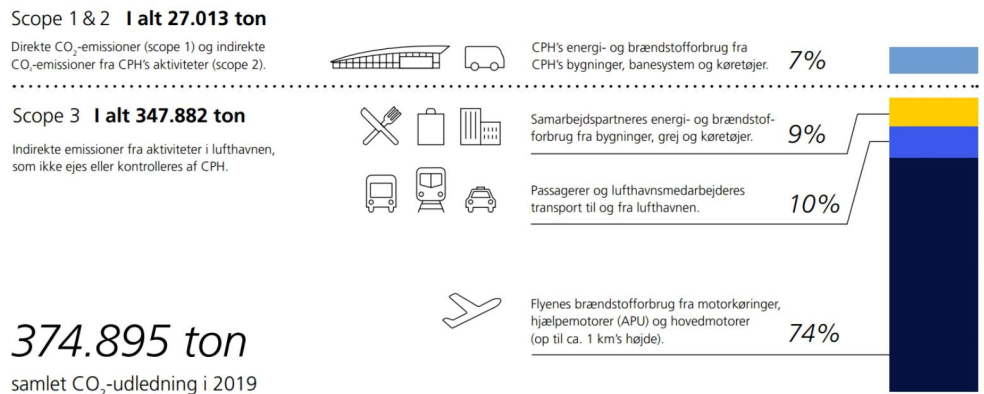 Scope 1 & 2 I alt 27.013 ton
Direkte CO₂-emissioner (scope 1) og indirekte
CO₂-emissioner fra CPH's aktiviteter (scope 2).
CPH's energi- og brændstofforbrug fra
CPH's bygninger, banesystem og køretøjer.
7%
Scope 3 I alt 347.882 ton
Indirekte emissioner fra aktiviteter i lufthavnen,
som ikke ejes eller kontrolleres af CPH.
Samarbejdspartneres energi- og brændstof-
forbrug fra bygninger, grej og køretøjer.
9%
Passagerer og lufthavnsmedarbejderes
transport til og fra lufthavnen.
10%
Flyenes brændstofforbrug fra motorkøringer,
hjælpemotorer (APU) og hovedmotorer
(op til ca. 1 km's højde).
74%
374.895 ton
samlet CO₂-udledning i 2019